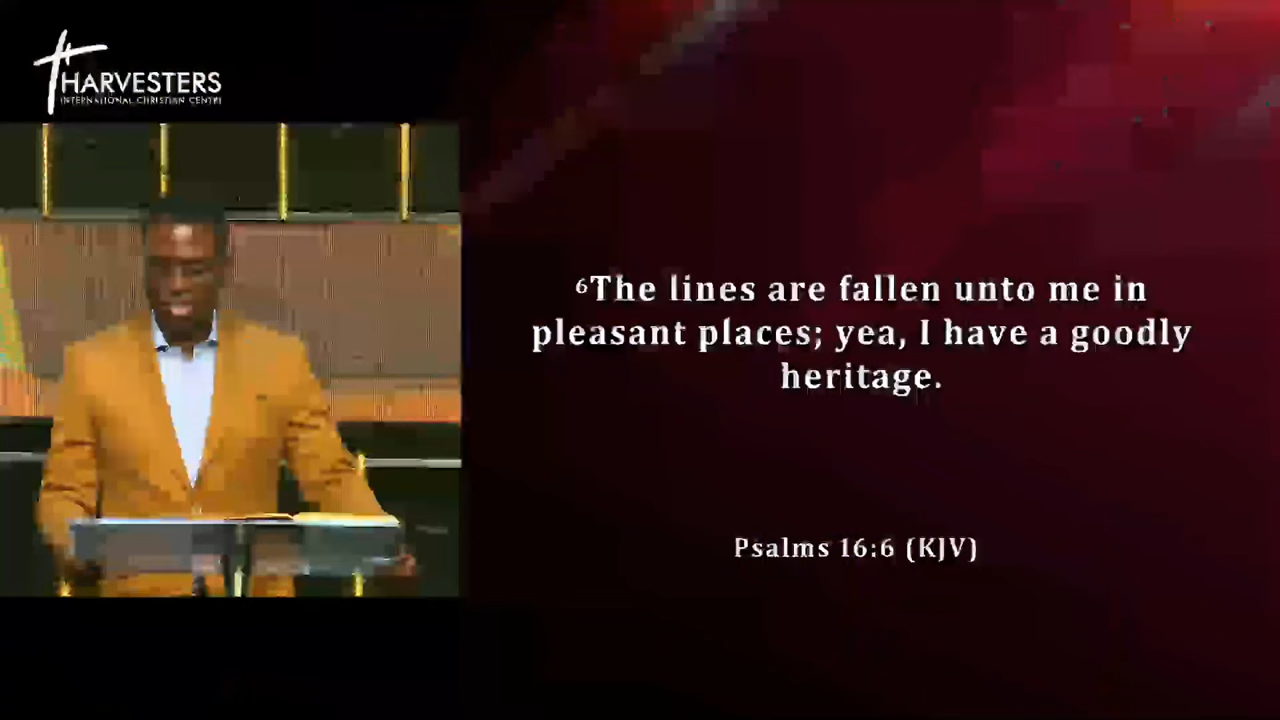 HARVESTERS
INTERNATIONAL CHRISTIAN CENTRE
⁶The lines are fallen unto me in
pleasant places; yea, I have a goodly
heritage.
Psalms 16:6 (KJV)